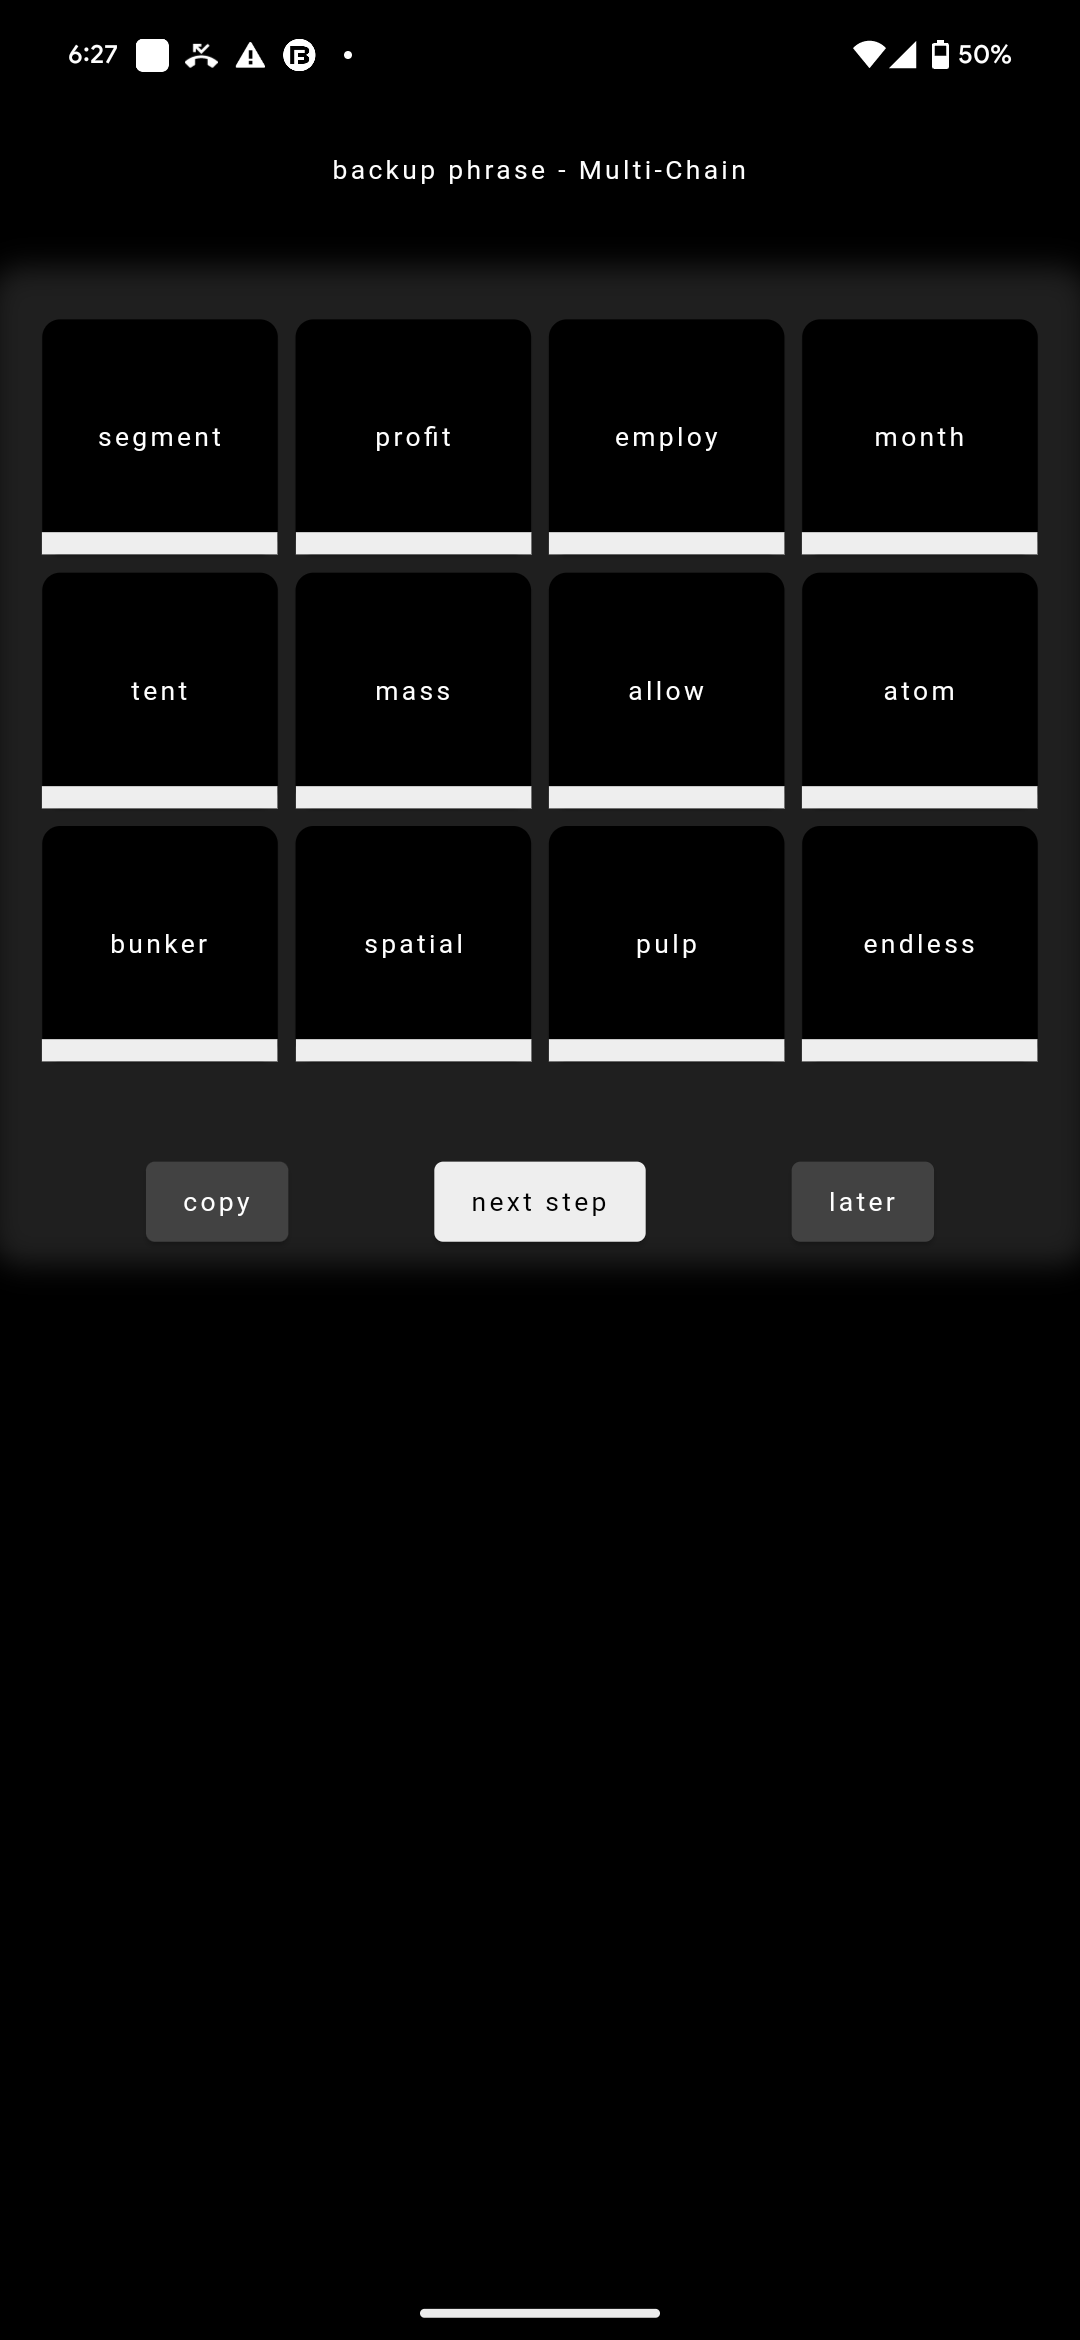 6:27 50%
backup phrase - Multi-Chain
segment profit employ month
tent mass allow atom
bunker spatial pulp endless
copy next step later